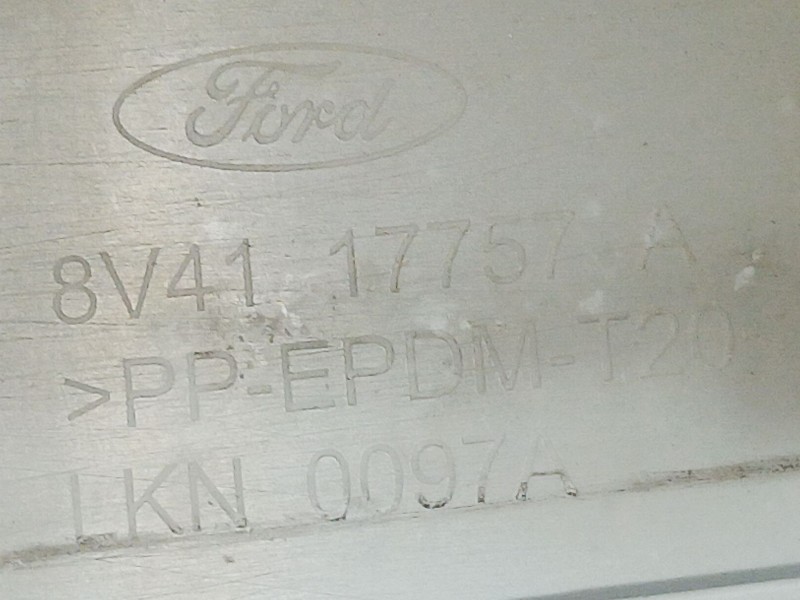 Ford
8V41 17757 A
>PP-EPDM-T20
LKN 0097A